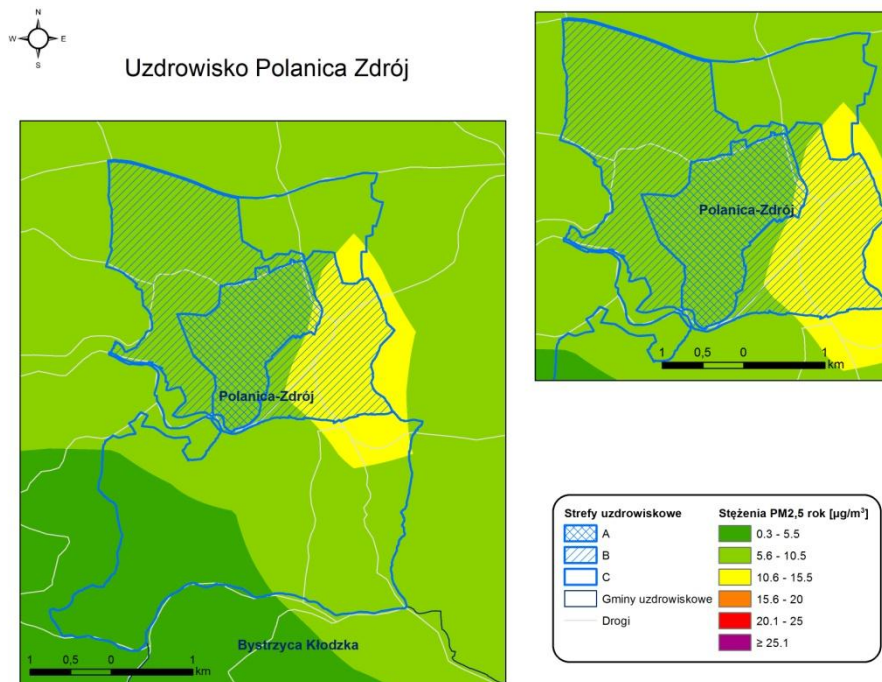 N
W E
S
Uzdrowisko Polanica Zdrój
Polanica-Zdrój
1 0,5 0 1
km
Polanica-Zdrój
Bystrzyca Kłodzka
1 0,5 0 1
km
Strefy uzdrowiskowe
A
B
C
Gminy uzdrowiskowe
Drogi
Stężenia PM2,5 rok [µg/m³]
0.3 - 5.5
5.6 - 10.5
10.6 - 15.5
15.6 - 20
20.1 - 25
≥ 25.1